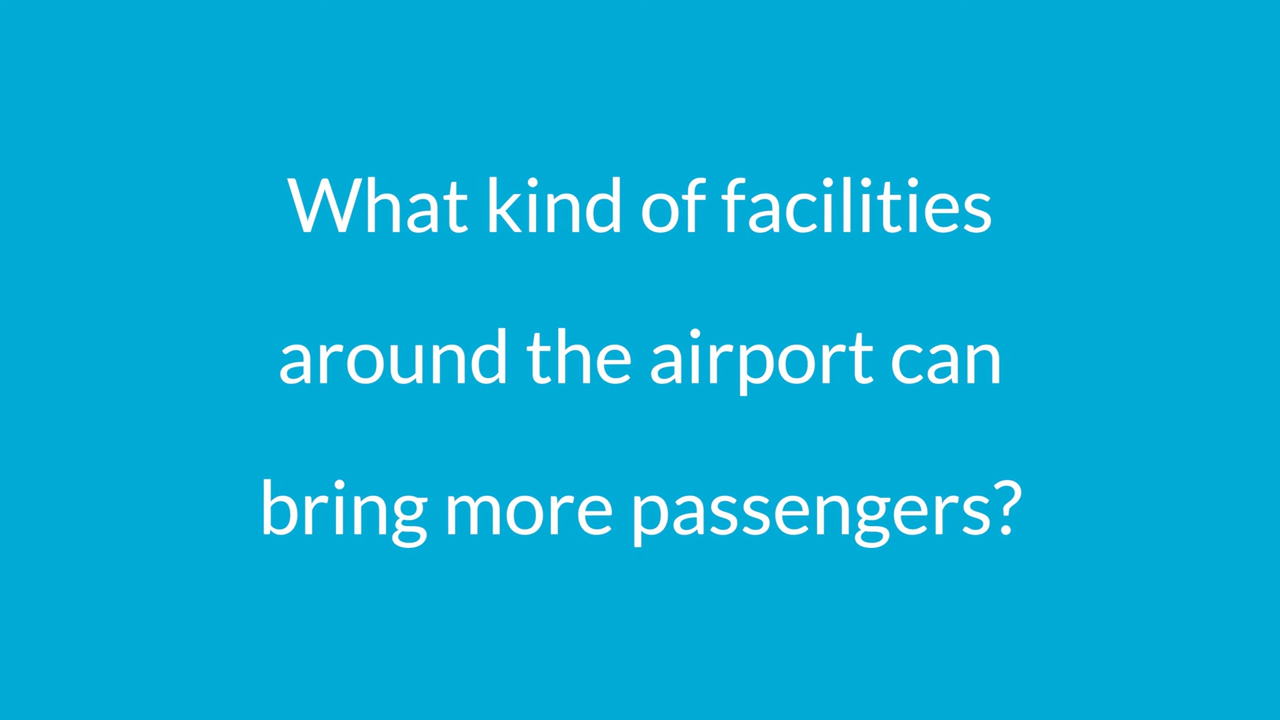 What kind of facilities
around the airport can
bring more passengers?